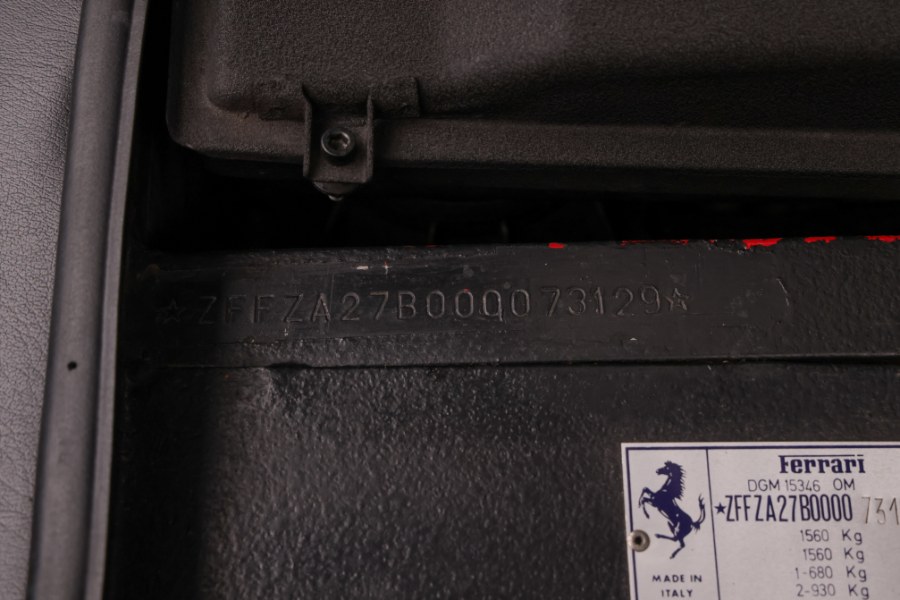 ☆ZFFZA27B000073129☆
Ferrari
DGM 15346 OM
★ZFFZA27B0000 731
1560 Kg
1560 Kg
1-680 Kg
2-930 Kg
MADE IN
ITALY